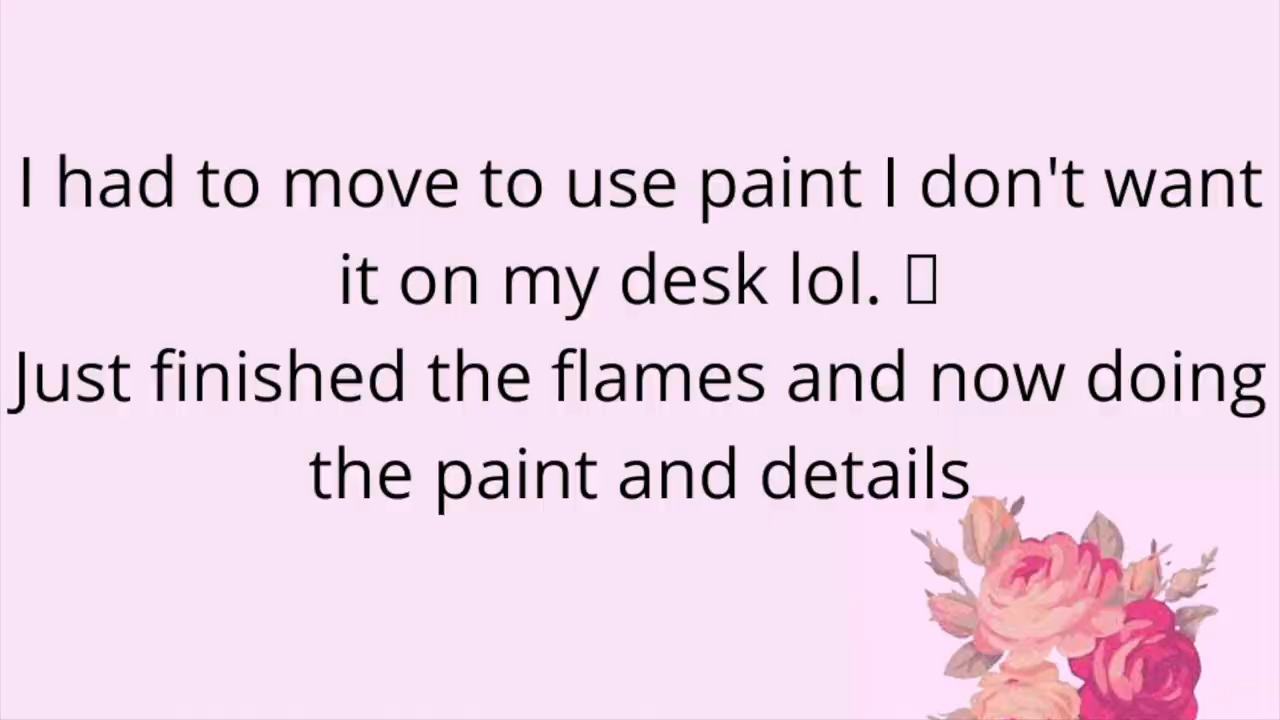 I had to move to use paint I don't want
it on my desk lol. 
Just finished the flames and now doing
the paint and details